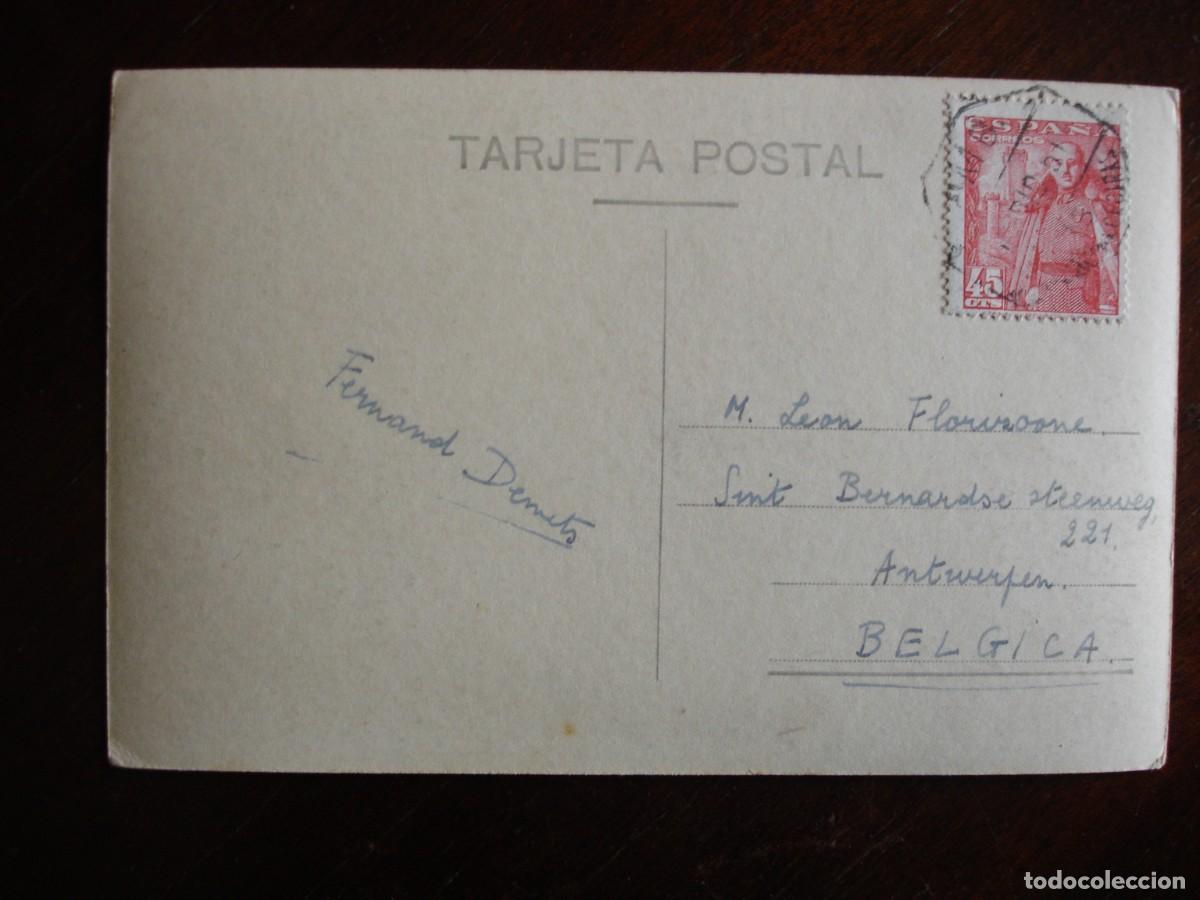 TARJETA POSTAL
ESPAÑA
CORREOS
45
CTS
Fernand Demets
M. Leon Florizoone.
Sint Bernardse steenweg,
221.
Antwerpen.
BELGICA.
todocoleccion